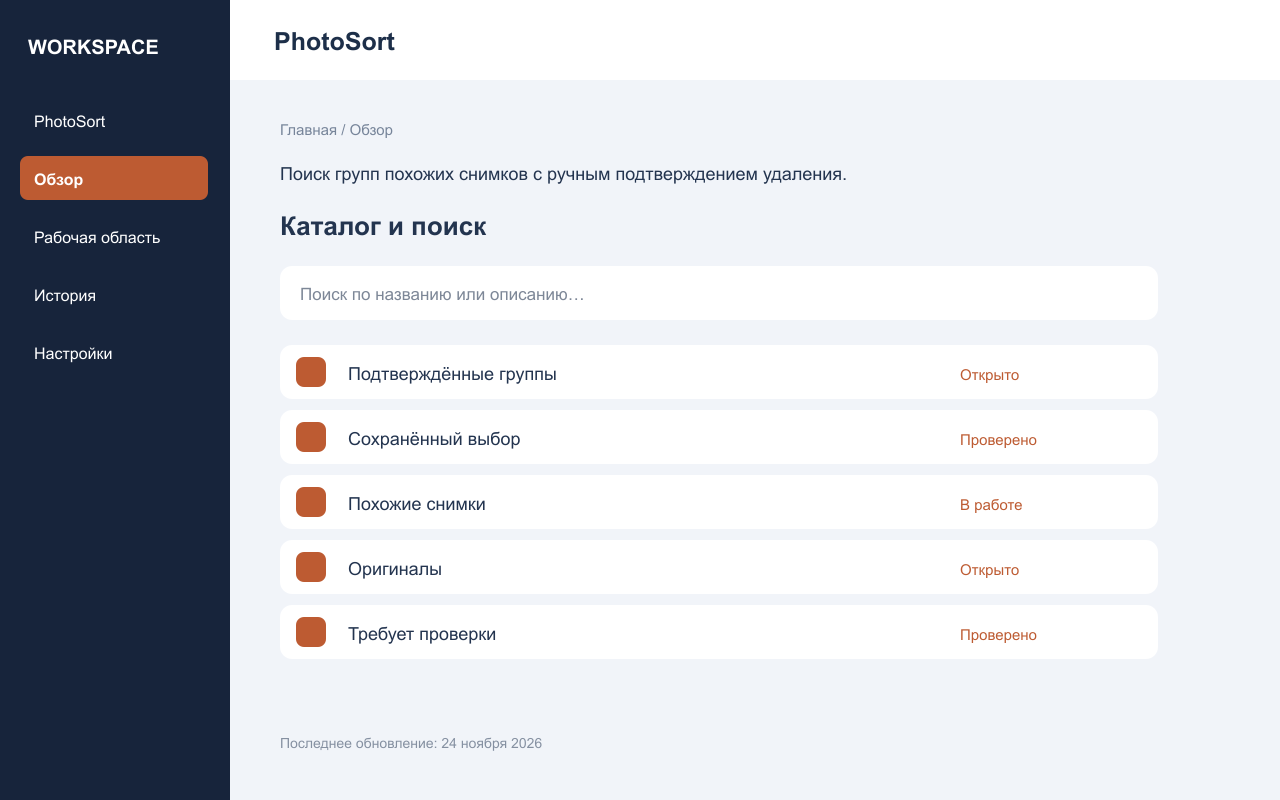 WORKSPACE
PhotoSort
Обзор
Рабочая область
История
Настройки
PhotoSort
Главная / Обзор
Поиск групп похожих снимков с ручным подтверждением удаления.
Каталог и поиск
Поиск по названию или описанию…
Подтверждённые группы
Открыто
Сохранённый выбор
Проверено
Похожие снимки
В работе
Оригиналы
Открыто
Требует проверки
Проверено
Последнее обновление: 24 ноября 2026